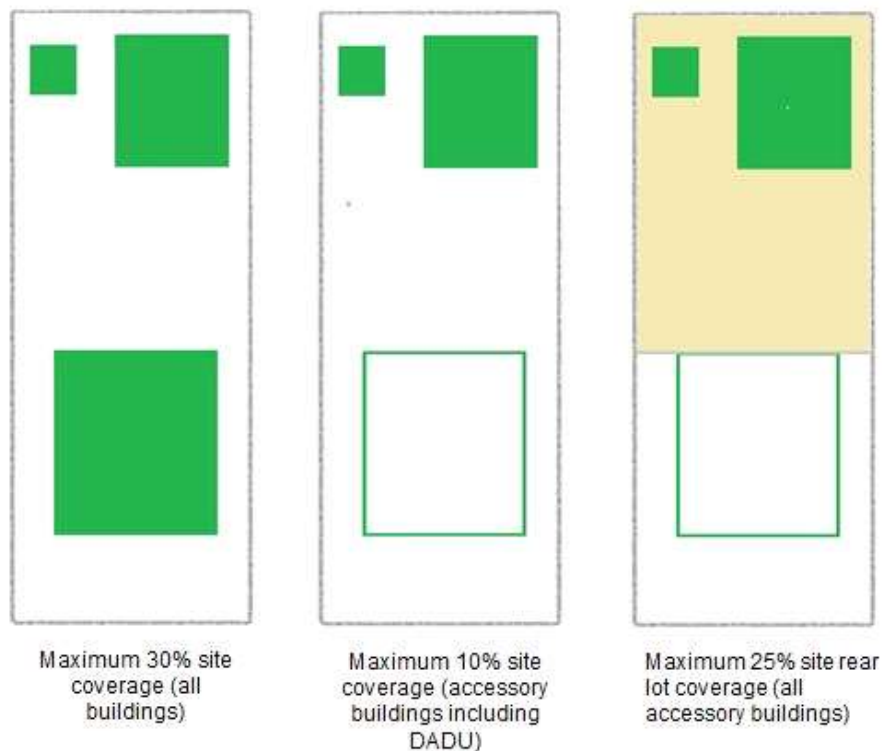 Maximum 30% site
coverage (all
buildings)
Maximum 10% site
coverage (accessory
buildings including
DADU)
Maximum 25% site rear
lot coverage (all
accessory buildings)